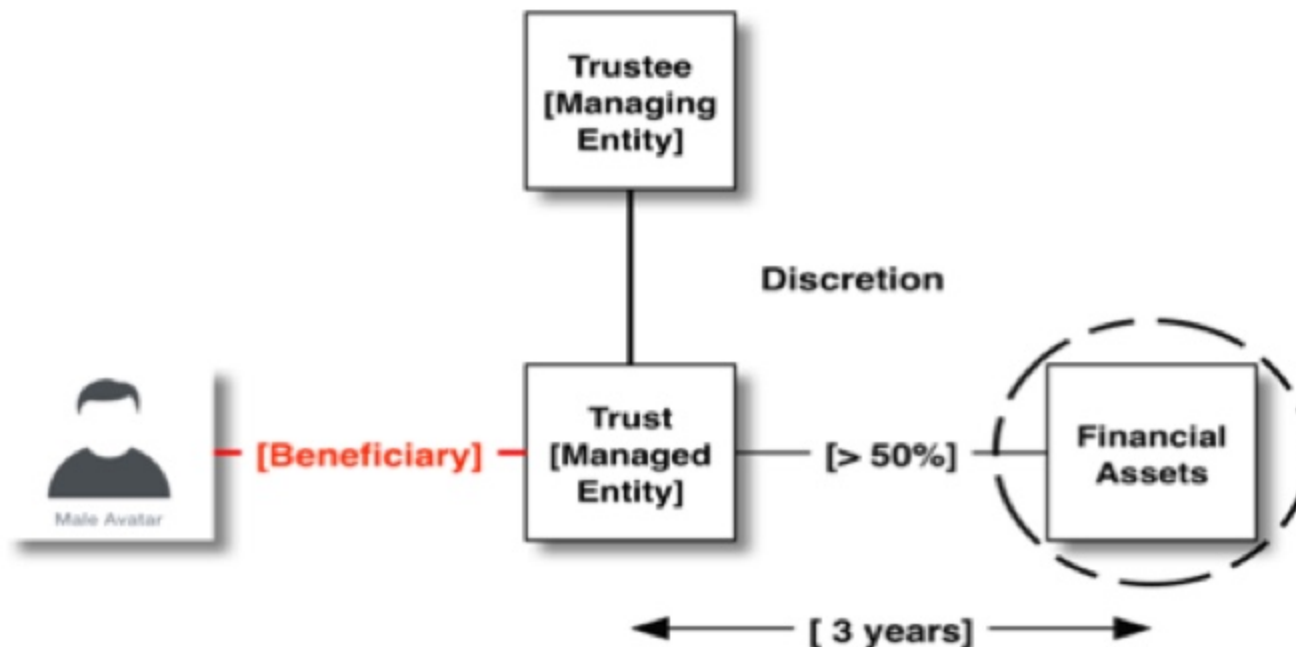 Trustee
[Managing
Entity]
Discretion
Male Avatar
[Beneficiary]
Trust
[Managed
Entity]
[> 50%]
Financial
Assets
[ 3 years]